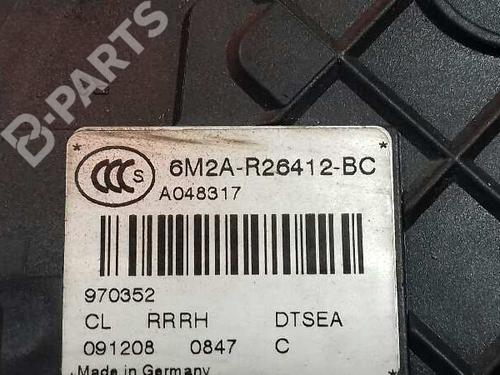 B-PARTS
CCC S 6M2A-R26412-BC
A048317
970352
CL RRRH DTSEA
091208 0847 C
Made in Germany